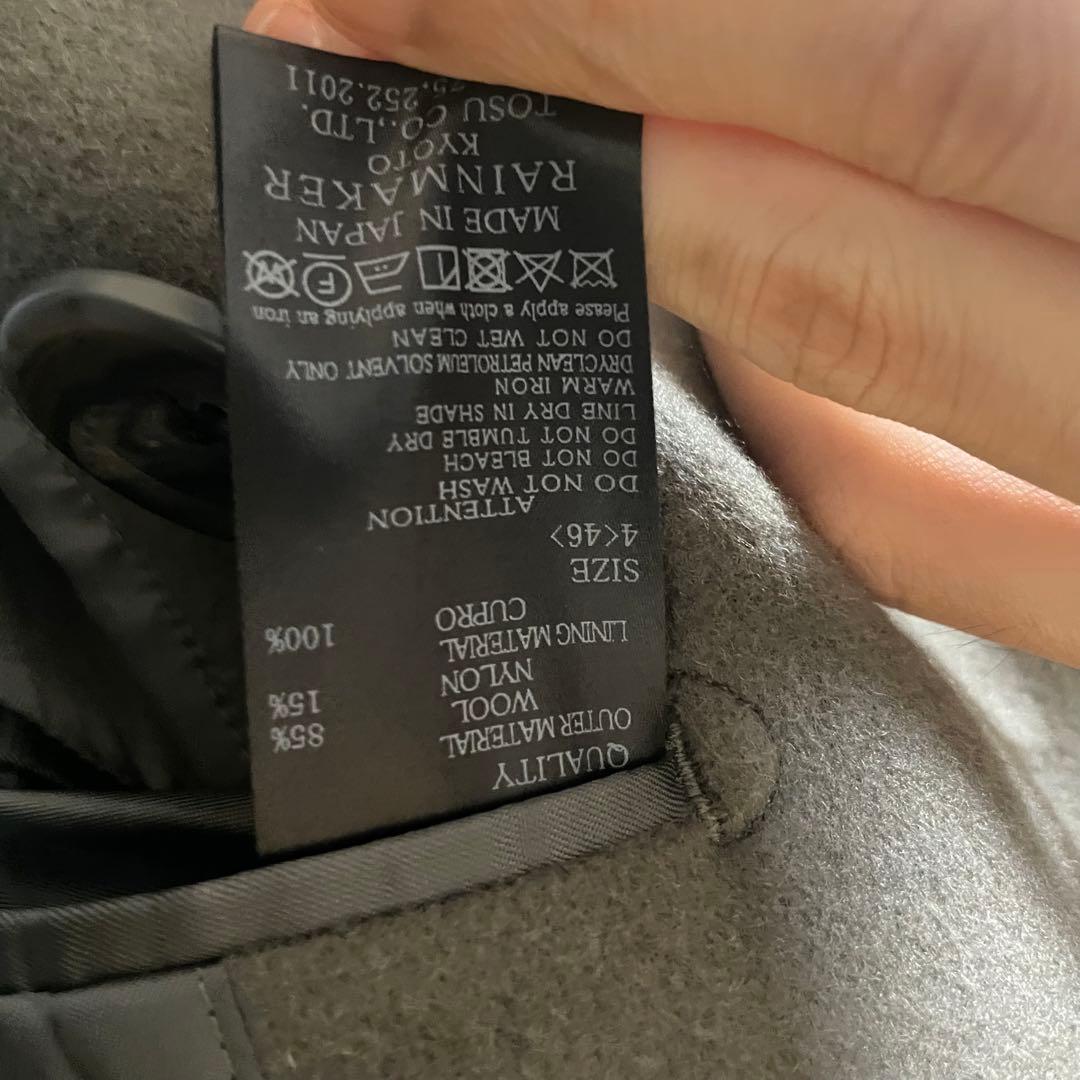 QUALITY
OUTER MATERIAL
WOOL 85%
NYLON 15%
LINING MATERIAL
CUPRO 100%
SIZE
4<46>
ATTENTION
DO NOT WASH
DO NOT BLEACH
DO NOT TUMBLE DRY
LINE DRY IN SHADE
WARM IRON
DRYCLEAN PETROLEUM SOLVENT ONLY
DO NOT WET CLEAN
Please apply a cloth when applying an iron
F W
MADE IN JAPAN
RAINMAKER
KYOTO
TOSU CO.,LTD.
.252.2011